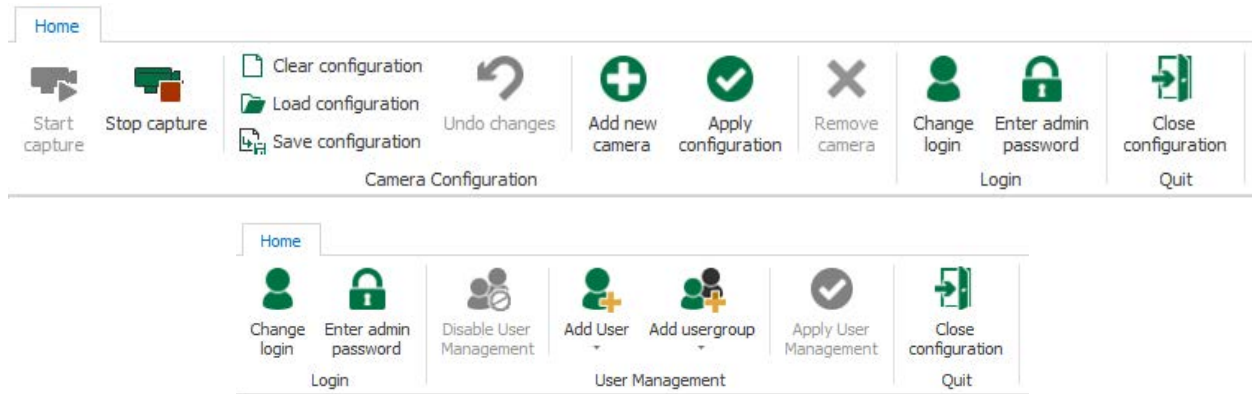 Home
Start capture
Stop capture
Clear configuration
Load configuration
Save configuration
Undo changes
Add new camera
Apply configuration
Remove camera
Camera Configuration
Change login
Enter admin password
Login
Close configuration
Quit
Home
Change login
Enter admin password
Login
Disable User Management
Add User
Add usergroup
Apply User Management
User Management
Close configuration
Quit